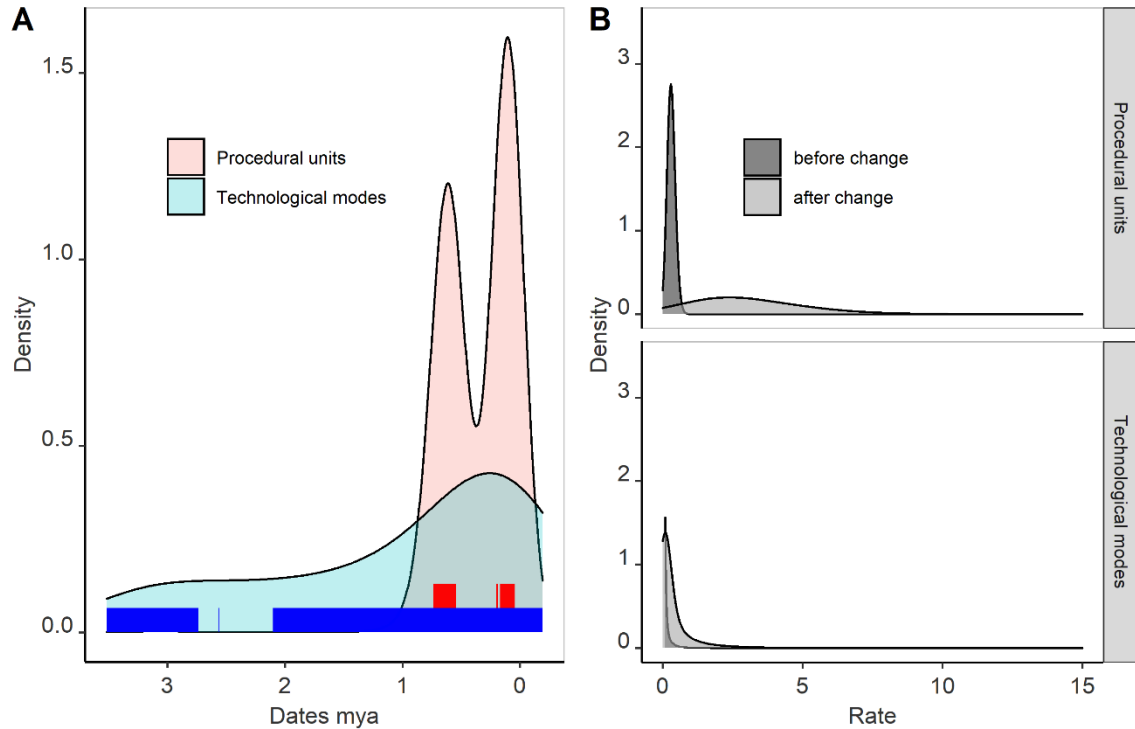 A
Density
1.5
1.0
0.5
0.0
Procedural units
Technological modes
3
2
1
0
Dates mya
B
Density
3
2
1
0
before change
after change
Procedural units
3
2
1
0
Technological modes
0
5
10
15
Rate